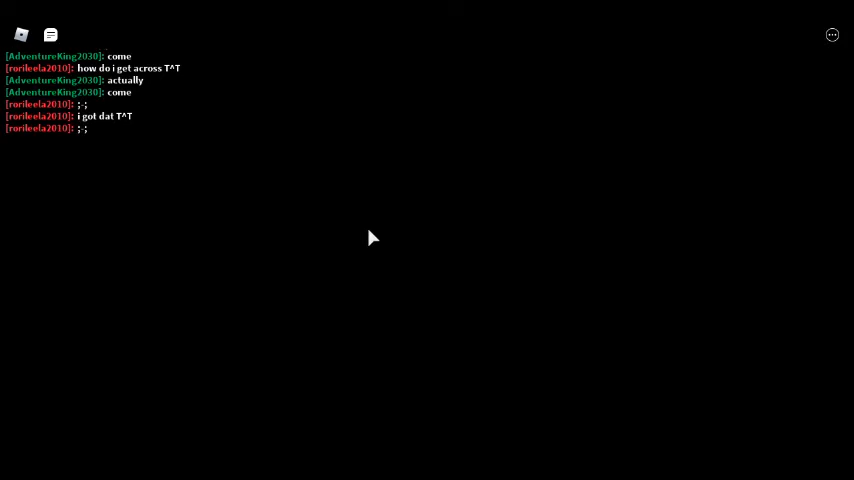 [AdventureKing2030]: come
[rorileela2010]: how do i get across T^T
[AdventureKing2030]: actually
[AdventureKing2030]: come
[rorileela2010]: ;-;
[rorileela2010]: i got dat T^T
[rorileela2010]: ;-;